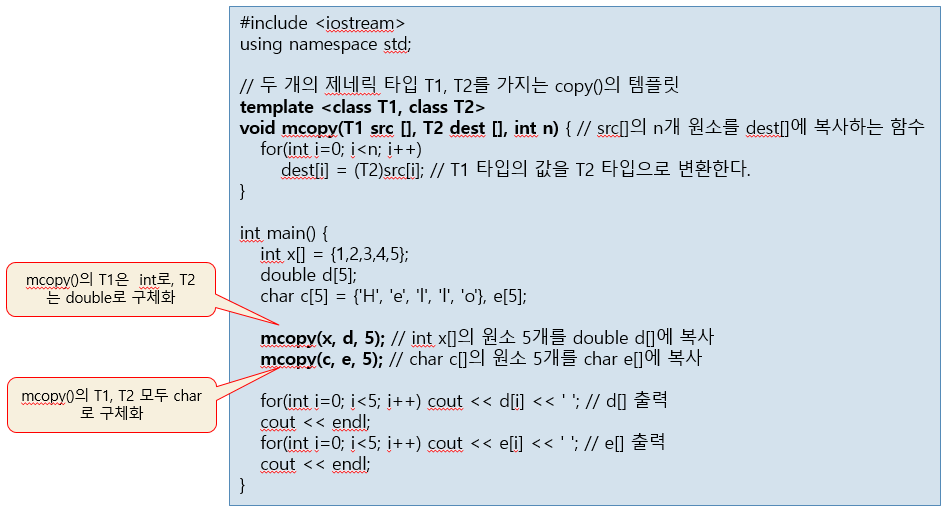 #include <iostream>
using namespace std;
// 두 개의 제네릭 타입 T1, T2를 가지는 copy()의 템플릿
template <class T1, class T2>
void mcopy(T1 src [], T2 dest [], int n) { // src[]의 n개 원소를 dest[]에 복사하는 함수
for(int i=0; i<n; i++)
dest[i] = (T2)src[i]; // T1 타입의 값을 T2 타입으로 변환한다.
}
int main() {
int x[] = {1,2,3,4,5};
double d[5];
char c[5] = {'H', 'e', 'l', 'l', 'o'}, e[5];
mcopy()의 T1은 int로, T2
는 double로 구체화
mcopy(x, d, 5); // int x[]의 원소 5개를 double d[]에 복사
mcopy(c, e, 5); // char c[]의 원소 5개를 char e[]에 복사
mcopy()의 T1, T2 모두 char
로 구체화
for(int i=0; i<5; i++) cout << d[i] << ' '; // d[] 출력
cout << endl;
for(int i=0; i<5; i++) cout << e[i] << ' '; // e[] 출력
cout << endl;
}